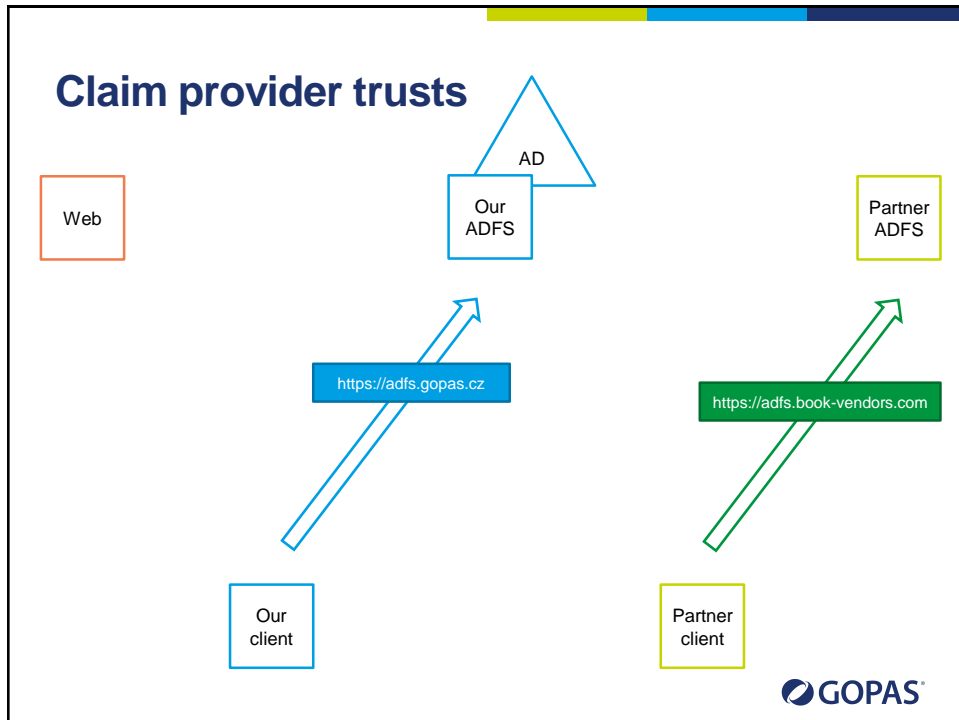 Claim provider trusts
AD
Web
Our
ADFS
Partner
ADFS
https://adfs.gopas.cz
https://adfs.book-vendors.com
Our
client
Partner
client
GOPAS®